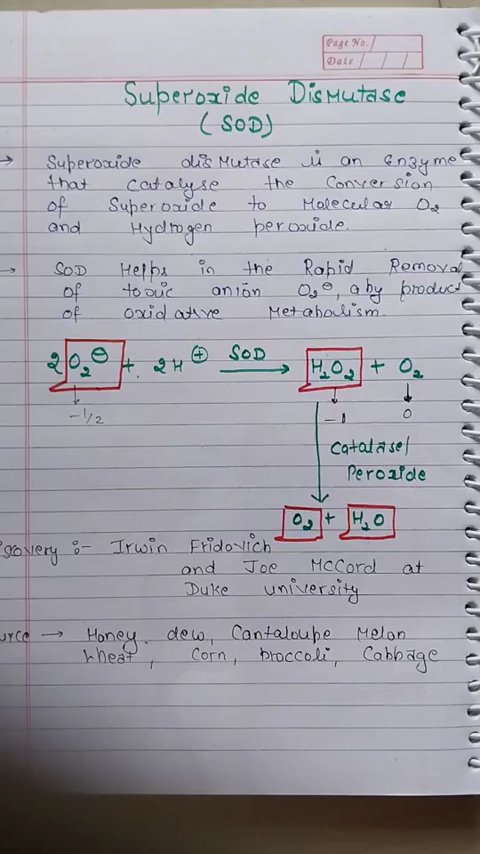 Page No.
Date
Superoxide Dismutase
(SOD)
→ Superoxide dismutase is an Enzyme
that catalyse the Conversion
of Superoxide to Molecular O₂
and Hydrogen peroxide.
→ SOD Helps in the Rapid Removal
of toxic anion O₂⊖, a by product
of oxidative Metabolism.
2 O₂⊖ + 2H⊕ SOD → H₂O₂ + O₂
-1/2 -1 0
Catalase/
Peroxide
O₂ + H₂O
iscovery :- Irwin Fridovich
and Joe McCord at
Duke university
urce → Honey. dew, Cantaloupe Melon
wheat, Corn, broccoli, Cabbage